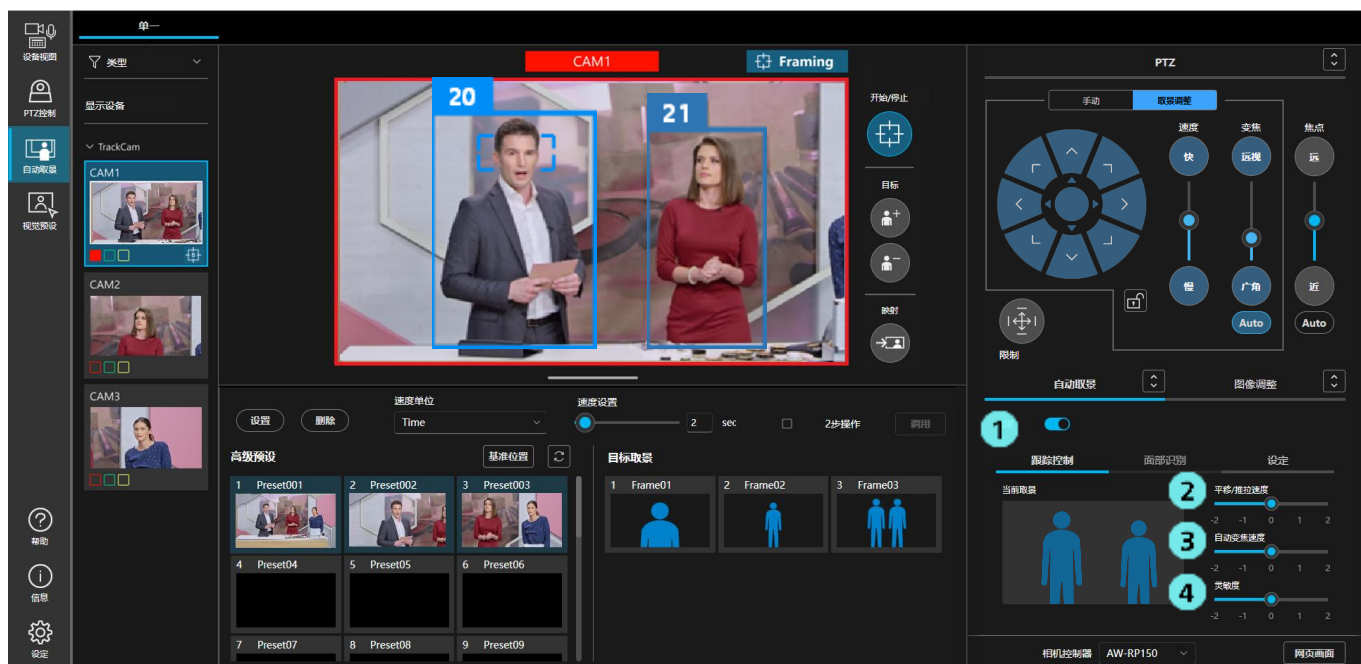 单一
设备视图
PTZ控制
自动取景
视觉预设
帮助
信息
设定
类型
显示设备
TrackCam
CAM1
CAM2
CAM3
CAM1
Framing
20
21
开始/停止
目标
映射
设置
删除
速度单位
Time
速度设置
2 sec
2步操作
调用
高级预设
基准位置
1 Preset001
2 Preset002
3 Preset003
4 Preset04
5 Preset05
6 Preset06
7 Preset07
8 Preset08
9 Preset09
目标取景
1 Frame01
2 Frame02
3 Frame03
PTZ
手动
取景调整
速度
变焦
焦点
快
远视
远
慢
广角
近
Auto
Auto
限制
自动取景
图像调整
1
跟踪控制
面部识别
设定
当前取景
2
平移/推拉速度
-2 -1 0 1 2
3
自动变焦速度
-2 -1 0 1 2
4
灵敏度
-2 -1 0 1 2
相机控制器
AW-RP150
网页画面